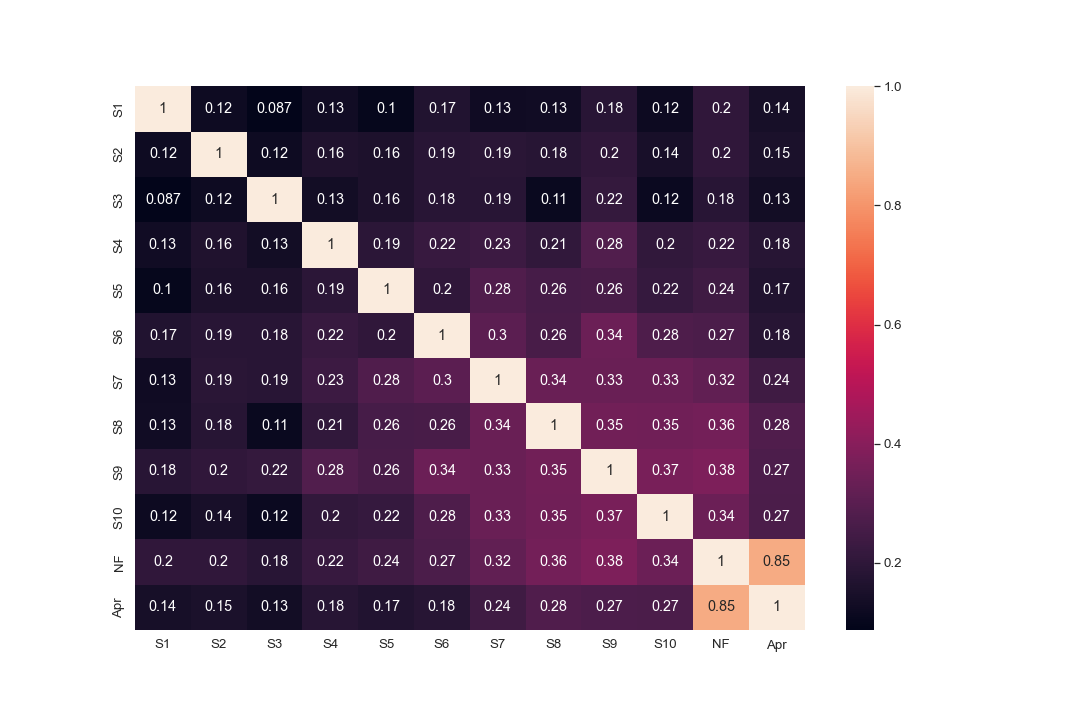 S1 1 0.12 0.087 0.13 0.1 0.17 0.13 0.13 0.18 0.12 0.2 0.14
S2 0.12 1 0.12 0.16 0.16 0.19 0.19 0.18 0.2 0.14 0.2 0.15
S3 0.087 0.12 1 0.13 0.16 0.18 0.19 0.11 0.22 0.12 0.18 0.13
S4 0.13 0.16 0.13 1 0.19 0.22 0.23 0.21 0.28 0.2 0.22 0.18
S5 0.1 0.16 0.16 0.19 1 0.2 0.28 0.26 0.26 0.22 0.24 0.17
S6 0.17 0.19 0.18 0.22 0.2 1 0.3 0.26 0.34 0.28 0.27 0.18
S7 0.13 0.19 0.19 0.23 0.28 0.3 1 0.34 0.33 0.33 0.32 0.24
S8 0.13 0.18 0.11 0.21 0.26 0.26 0.34 1 0.35 0.35 0.36 0.28
S9 0.18 0.2 0.22 0.28 0.26 0.34 0.33 0.35 1 0.37 0.38 0.27
S10 0.12 0.14 0.12 0.2 0.22 0.28 0.33 0.35 0.37 1 0.34 0.27
NF 0.2 0.2 0.18 0.22 0.24 0.27 0.32 0.36 0.38 0.34 1 0.85
Apr 0.14 0.15 0.13 0.18 0.17 0.18 0.24 0.28 0.27 0.27 0.85 1
S1 S2 S3 S4 S5 S6 S7 S8 S9 S10 NF Apr
1.0
0.8
0.6
0.4
0.2